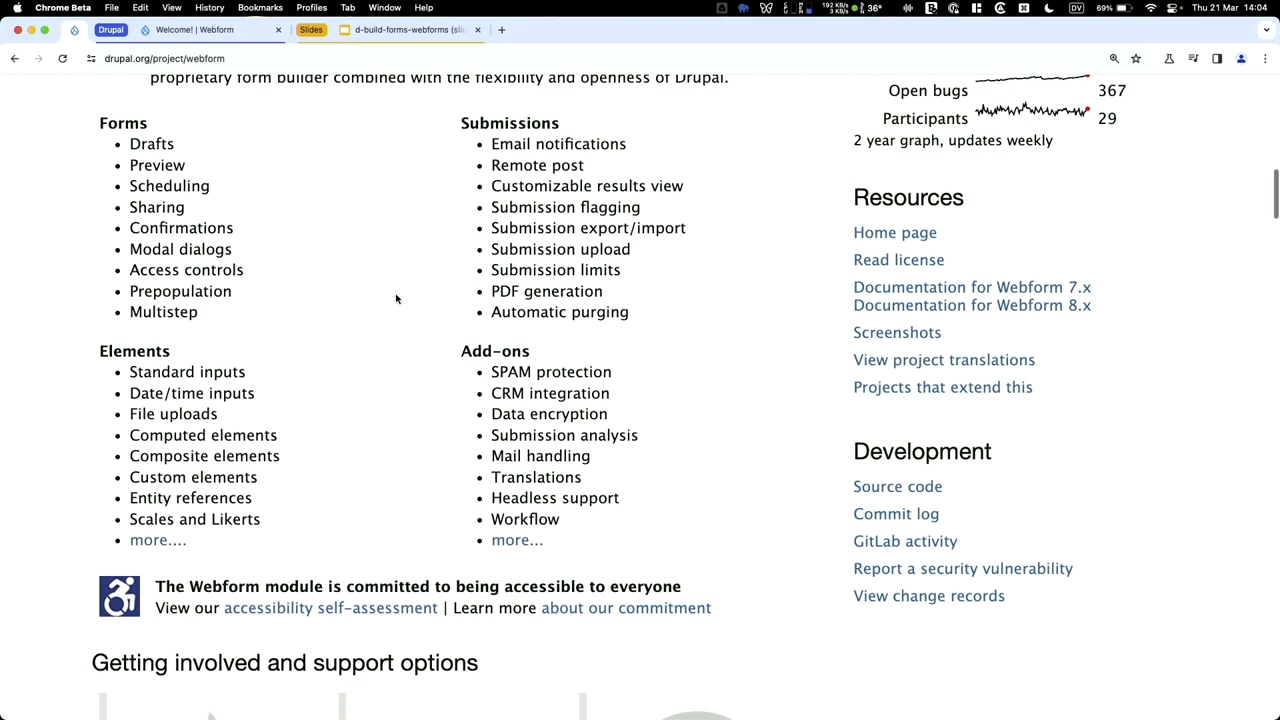 Chrome Beta File Edit View History Bookmarks Profiles Tab Window Help
192 KB/s
3 KB/s
36°
DV
69%
Thu 21 Mar 14:04
Drupal
Welcome! | Webform
Slides
d-build-forms-webforms (slid
drupal.org/project/webform
proprietary form builder combined with the flexibility and openness of Drupal.
Forms
Drafts
Preview
Scheduling
Sharing
Confirmations
Modal dialogs
Access controls
Prepopulation
Multistep
Submissions
Email notifications
Remote post
Customizable results view
Submission flagging
Submission export/import
Submission upload
Submission limits
PDF generation
Automatic purging
Elements
Standard inputs
Date/time inputs
File uploads
Computed elements
Composite elements
Custom elements
Entity references
Scales and Likerts
more....
Add-ons
SPAM protection
CRM integration
Data encryption
Submission analysis
Mail handling
Translations
Headless support
Workflow
more...
The Webform module is committed to being accessible to everyone
View our accessibility self-assessment | Learn more about our commitment
Getting involved and support options
Open bugs 367
Participants 29
2 year graph, updates weekly
Resources
Home page
Read license
Documentation for Webform 7.x
Documentation for Webform 8.x
Screenshots
View project translations
Projects that extend this
Development
Source code
Commit log
GitLab activity
Report a security vulnerability
View change records